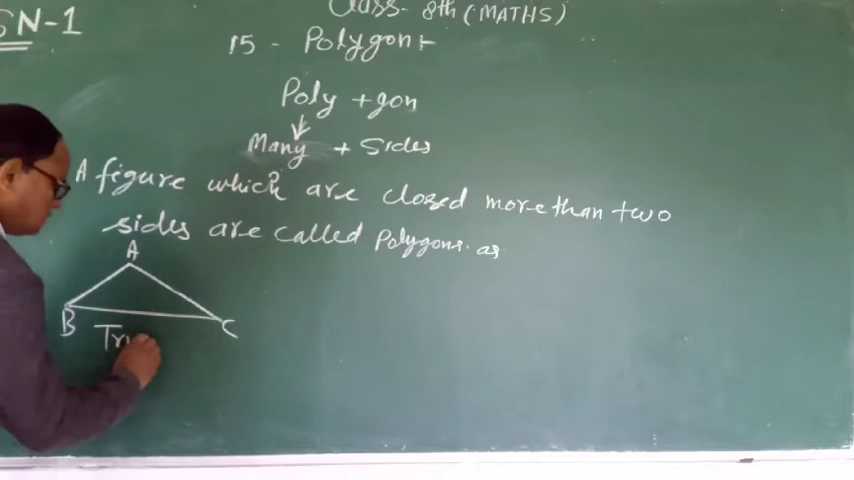 SN-1
Class- 8th (MATHS)
15 - Polygon:-
Poly + gon
Many + Sides
A figure which are closed more than two
sides are called Polygons. as
A
B
C